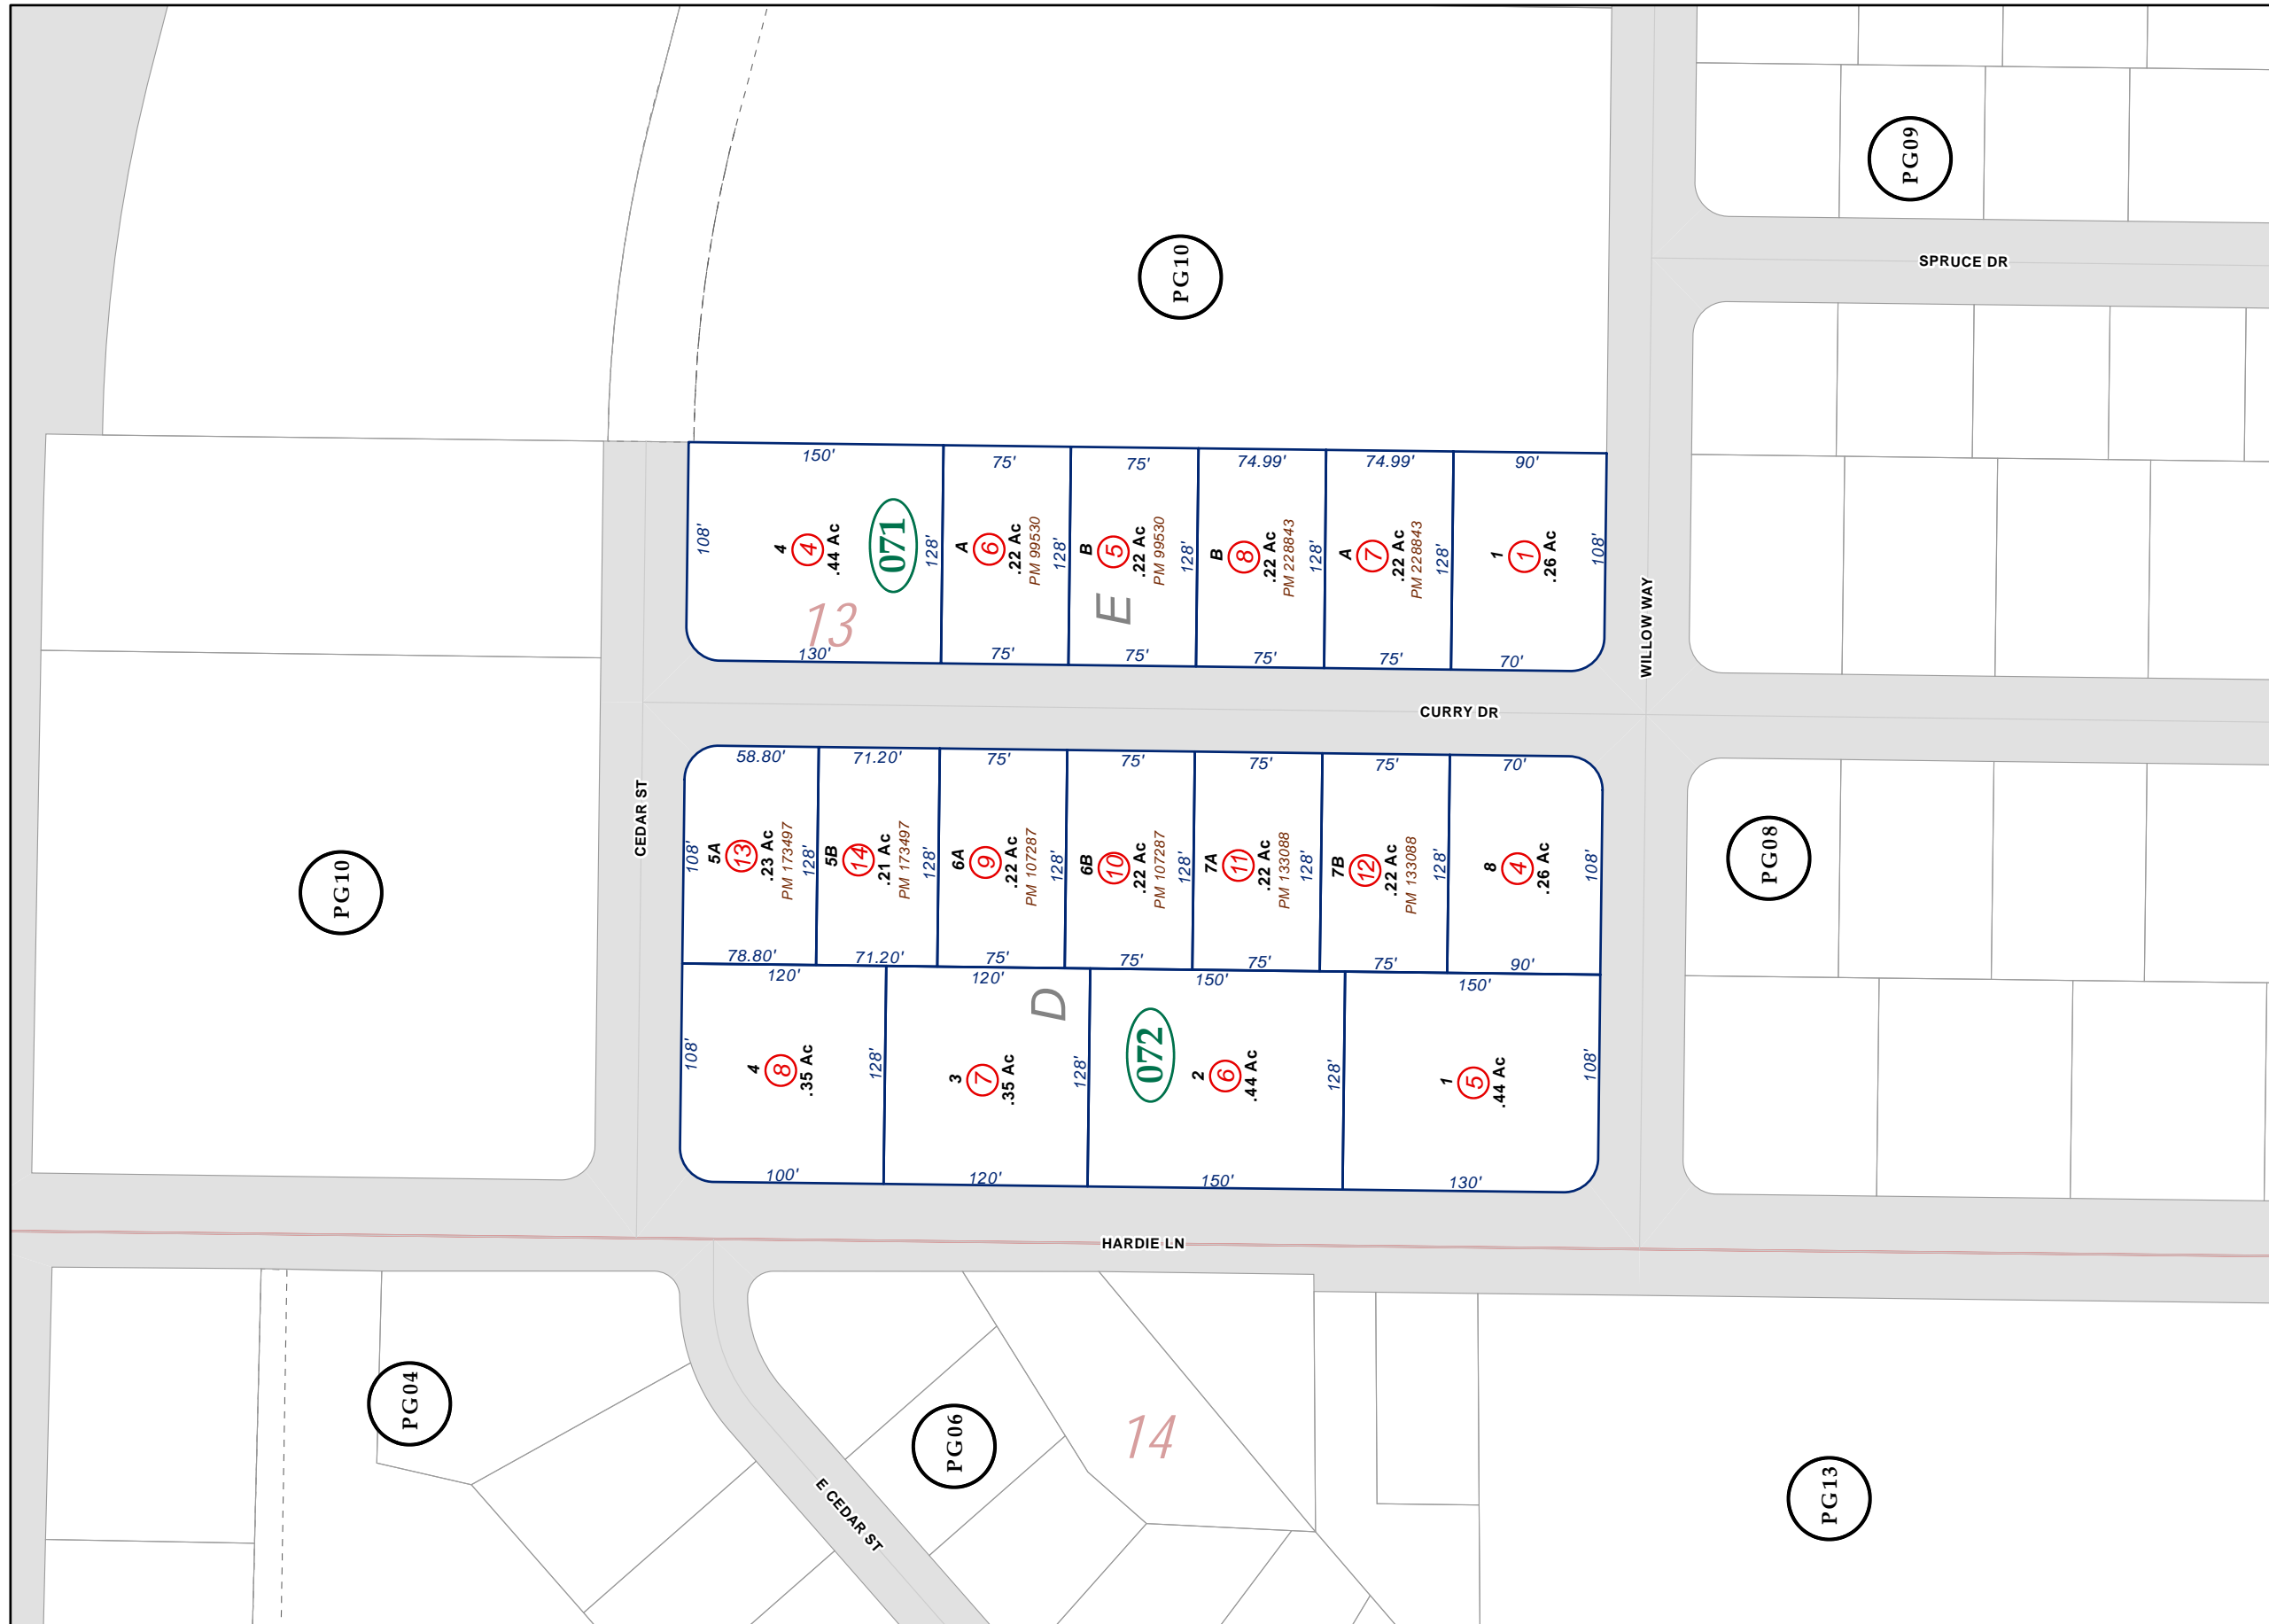 PG09
SPRUCE DR
PG10
150'
75'
75'
74.99'
74.99'
90'
108'
4
4
.44 Ac
071
128'
A
6
.22 Ac
PM 99530
128'
B
5
.22 Ac
PM 99530
128'
B
8
.22 Ac
PM 228843
128'
A
7
.22 Ac
PM 228843
128'
1
1
.26 Ac
108'
13
E
130'
75'
75'
75'
75'
70'
WILLOW WAY
CURRY DR
CEDAR ST
58.80'
71.20'
75'
75'
75'
75'
70'
108'
5A
13
.23 Ac
PM 173497
128'
5B
14
.21 Ac
PM 173497
128'
6A
9
.22 Ac
PM 107287
128'
6B
10
.22 Ac
PM 107287
128'
7A
11
.22 Ac
PM 133088
128'
7B
12
.22 Ac
PM 133088
128'
8
4
.26 Ac
108'
PG08
PG10
78.80'
71.20'
75'
75'
75'
75'
90'
120'
120'
150'
150'
D
108'
4
8
.35 Ac
128'
3
7
.35 Ac
128'
072
2
6
.44 Ac
128'
1
5
.44 Ac
108'
100'
120'
150'
130'
HARDIE LN
PG04
PG06
14
E CEDAR ST
PG13